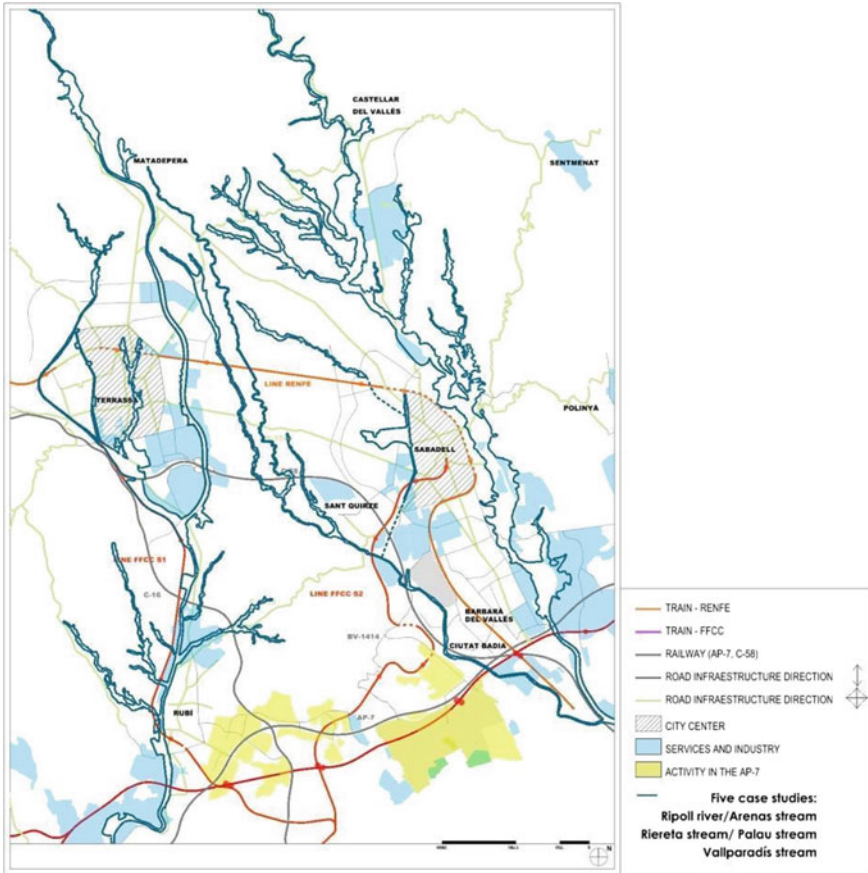 CASTELLAR
DEL VALLÈS
MATADEPERA
SENTMENAT
LINE RENFE
TERRASSA
POLINYÀ
SABADELL
SANT QUIRZE
LINE FFCC S1
C-16
LINE FFCC S2
BARBARÀ
DEL VALLÈS
BV-1414
CIUTAT BADIA
RUBÍ
AP-7
N
TRAIN - RENFE
TRAIN - FFCC
RAILWAY (AP-7, C-58)
ROAD INFRAESTRUCTURE DIRECTION
ROAD INFRAESTRUCTURE DIRECTION
CITY CENTER
SERVICES AND INDUSTRY
ACTIVITY IN THE AP-7
Five case studies:
Ripoll river/Arenas stream
Riereta stream/ Palau stream
Vallparadís stream